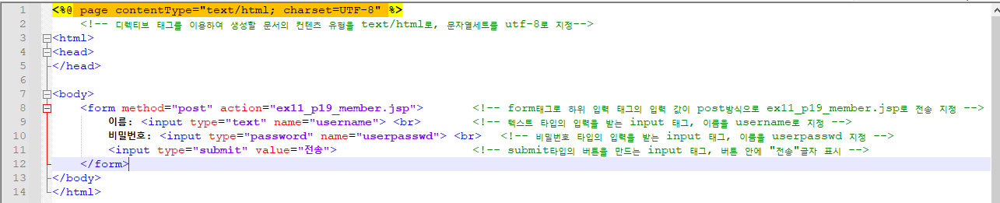 1 <%@ page contentType="text/html; charset=UTF-8" %>
2 <!-- 디렉티브 태그를 이용하여 생성할 문서의 컨텐츠 유형을 text/html로, 문자열세트를 utf-8로 지정-->
3 <html>
4 <head>
5 </head>
6
7 <body>
8 <form method="post" action="ex11_p19_member.jsp"> <!-- form태그로 하위 입력 태그의 입력 값이 post방식으로 ex11_p19_member.jsp로 전송 지정 -->
9 이름: <input type="text" name="username"> <br> <!-- 텍스트 타입의 입력을 받는 input 태그, 이름을 username로 지정 -->
10 비밀번호: <input type="password" name="userpasswd"> <br> <!-- 비밀번호 타입의 입력을 받는 input 태그, 이름을 userpasswd 지정 -->
11 <input type="submit" value="전송"> <!-- submit타입의 버튼을 만드는 input 태그, 버튼 안에 "전송"글자 표시 -->
12 </form>
13 </body>
14 </html>